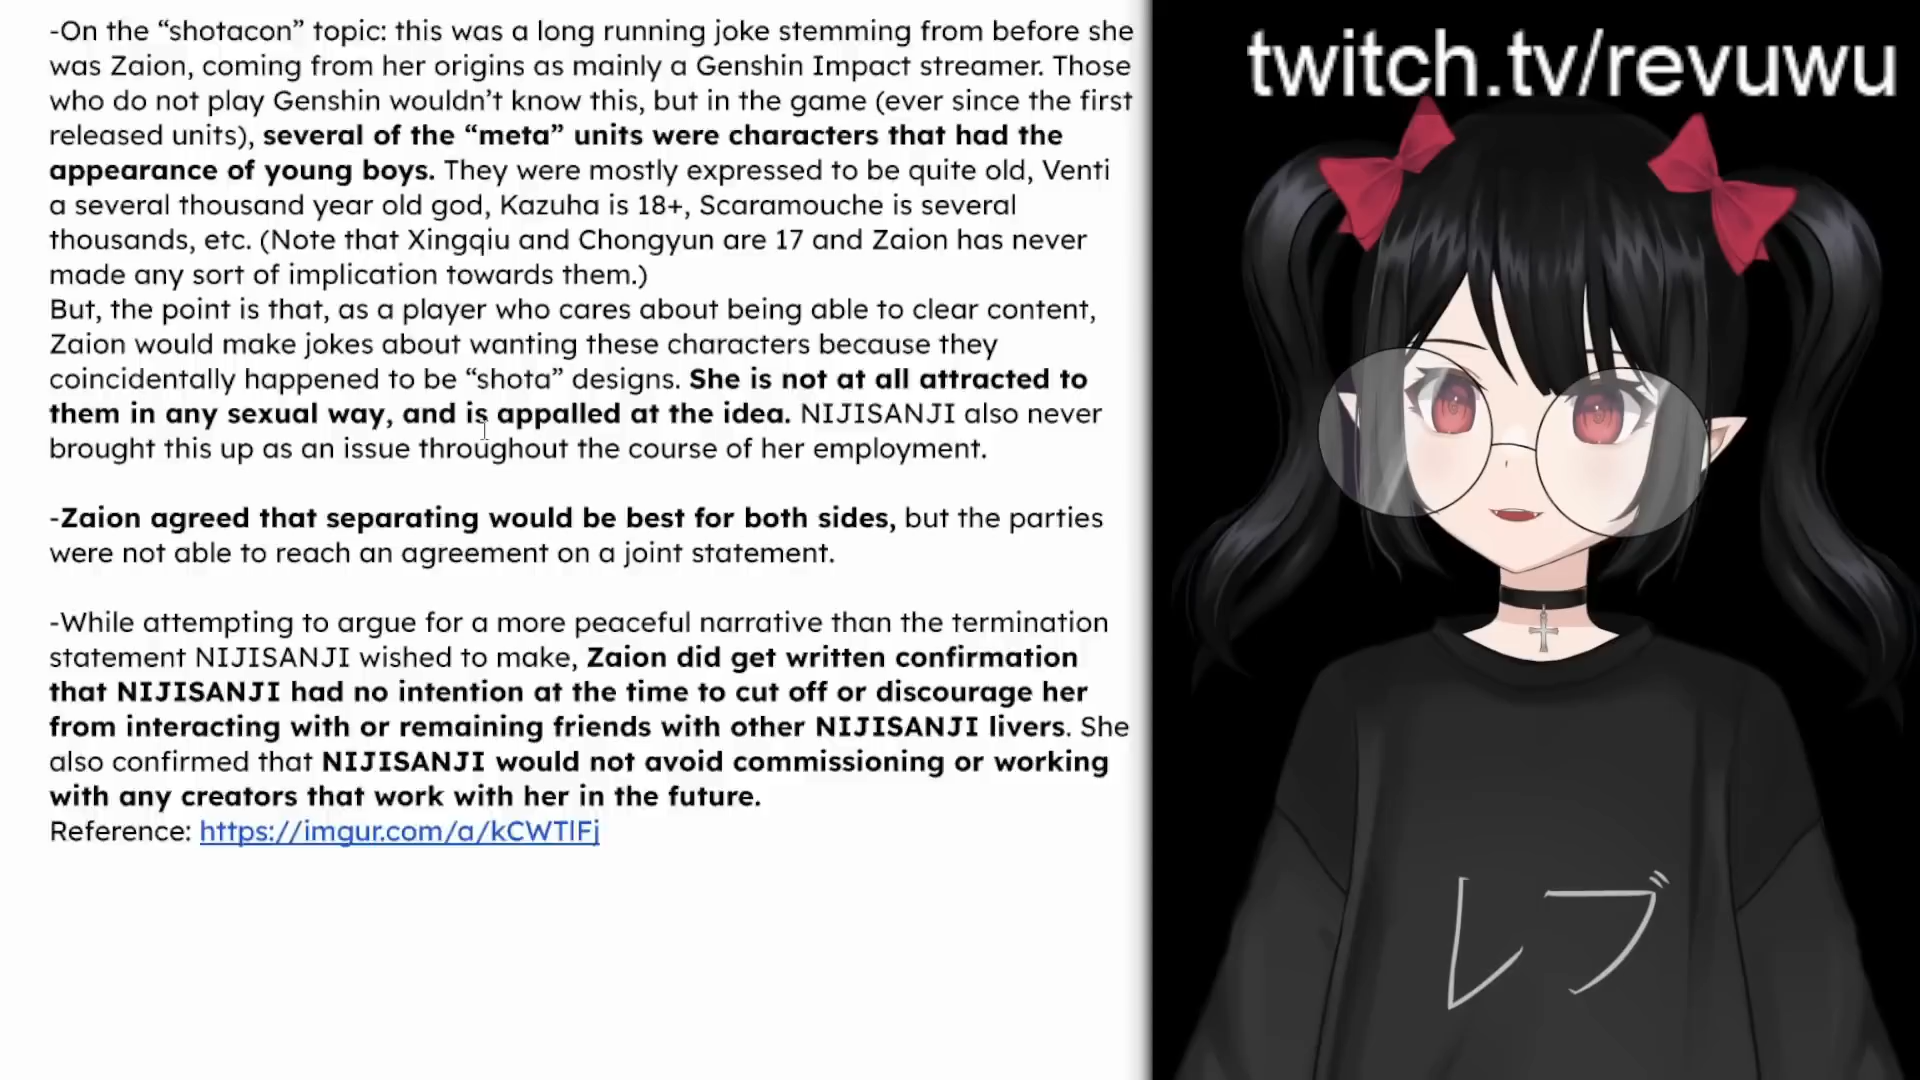 -On the “shotacon” topic: this was a long running joke stemming from before she
was Zaion, coming from her origins as mainly a Genshin Impact streamer. Those
who do not play Genshin wouldn’t know this, but in the game (ever since the first
released units), several of the “meta” units were characters that had the
appearance of young boys. They were mostly expressed to be quite old, Venti
a several thousand year old god, Kazuha is 18+, Scaramouche is several
thousands, etc. (Note that Xingqiu and Chongyun are 17 and Zaion has never
made any sort of implication towards them.)
But, the point is that, as a player who cares about being able to clear content,
Zaion would make jokes about wanting these characters because they
coincidentally happened to be “shota” designs. She is not at all attracted to
them in any sexual way, and is appalled at the idea. NIJISANJI also never
brought this up as an issue throughout the course of her employment.
-Zaion agreed that separating would be best for both sides, but the parties
were not able to reach an agreement on a joint statement.
-While attempting to argue for a more peaceful narrative than the termination
statement NIJISANJI wished to make, Zaion did get written confirmation
that NIJISANJI had no intention at the time to cut off or discourage her
from interacting with or remaining friends with other NIJISANJI livers. She
also confirmed that NIJISANJI would not avoid commissioning or working
with any creators that work with her in the future.
Reference: https://imgur.com/a/kCWTlFj
twitch.tv/revuwu
レブ